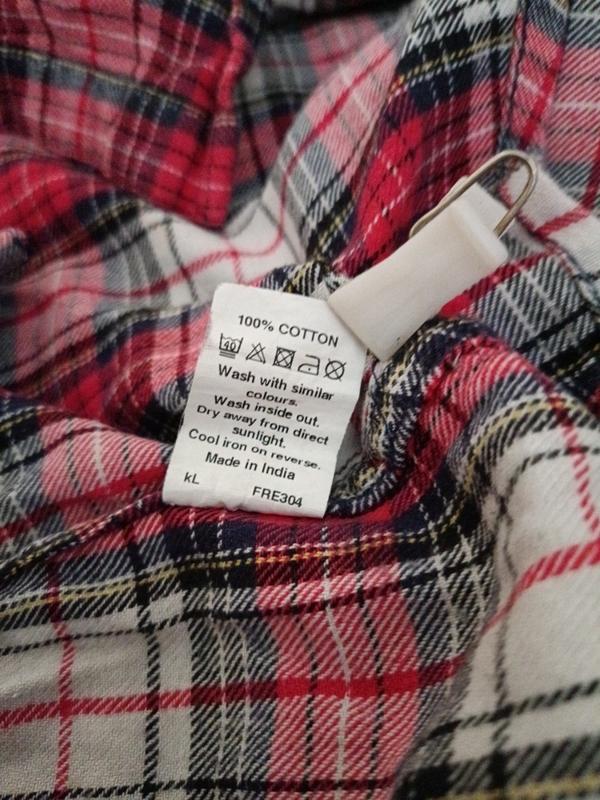 100% COTTON
40
Wash with similar
colours.
Wash inside out.
Dry away from direct
sunlight.
Cool iron on reverse.
Made in India
kL
FRE304